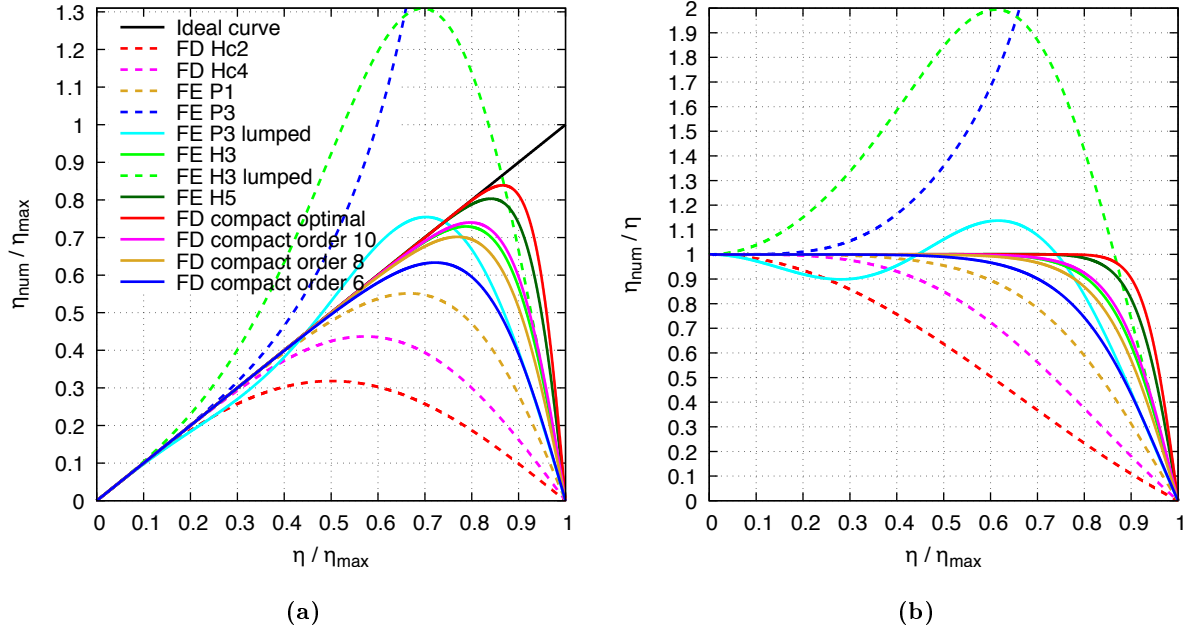 1.3
1.2
1.1
1
0.9
0.8
0.7
0.6
0.5
0.4
0.3
0.2
0.1
0
η_num / η_max
Ideal curve
FD Hc2
FD Hc4
FE P1
FE P3
FE P3 lumped
FE H3
FE H3 lumped
FE H5
FD compact optimal
FD compact order 10
FD compact order 8
FD compact order 6
0 0.1 0.2 0.3 0.4 0.5 0.6 0.7 0.8 0.9 1
η / η_max
(a)
2
1.9
1.8
1.7
1.6
1.5
1.4
1.3
1.2
1.1
1
0.9
0.8
0.7
0.6
0.5
0.4
0.3
0.2
0.1
0
η_num / η
0 0.1 0.2 0.3 0.4 0.5 0.6 0.7 0.8 0.9 1
η / η_max
(b)